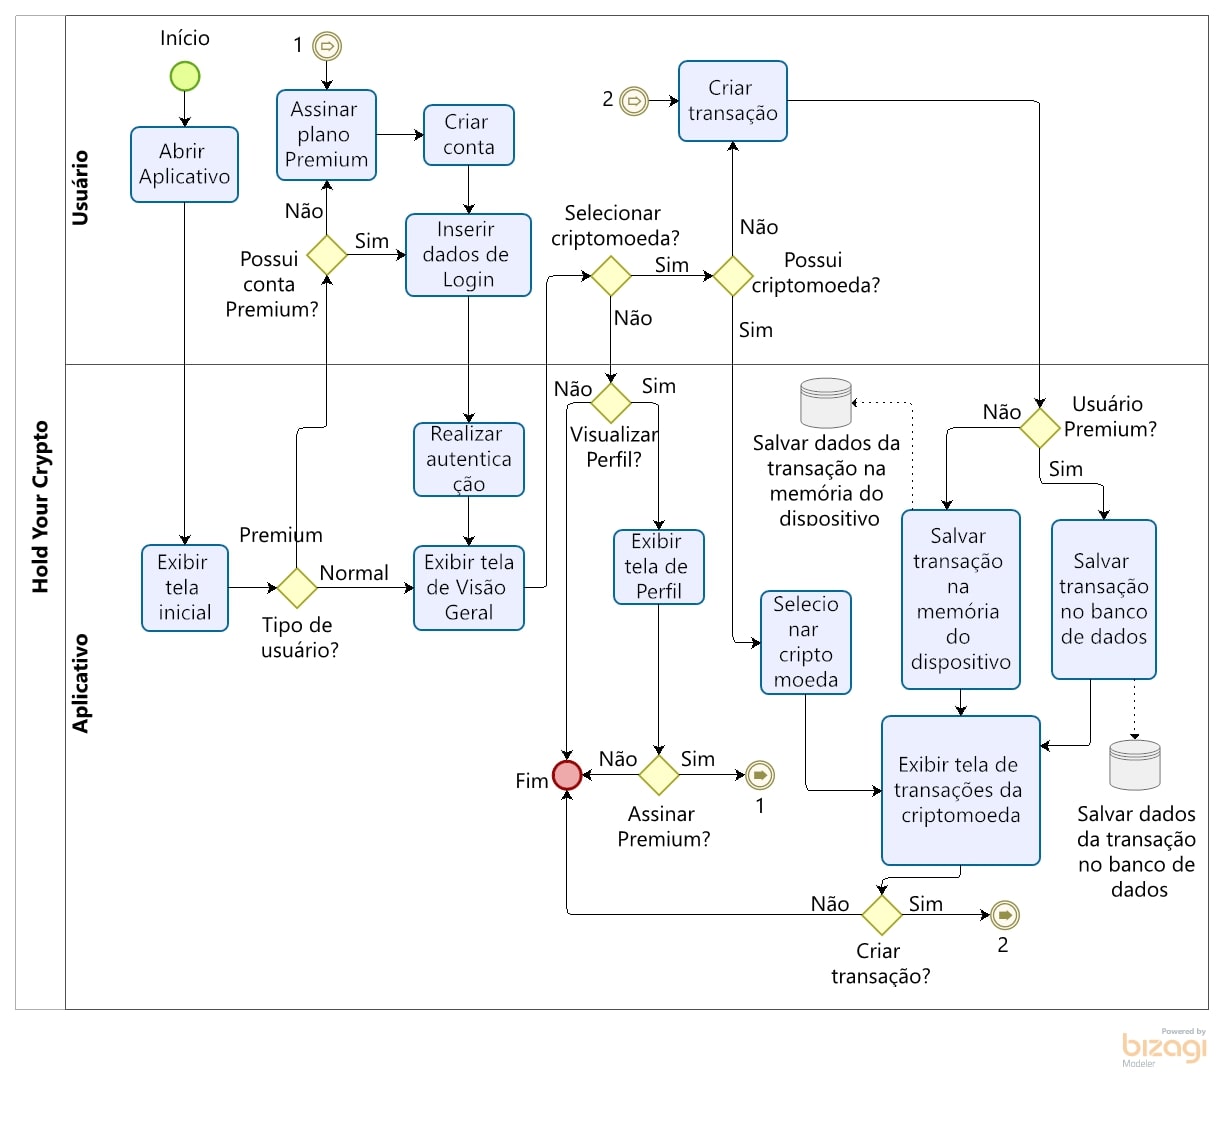 Hold Your Crypto
Usuário
Início
Abrir
Aplicativo
1
Assinar
plano
Premium
Criar
conta
Não
Possui
conta
Premium?
Sim
Inserir
dados de
Login
Selecionar
criptomoeda?
Sim
Não
2
Criar
transação
Não
Possui
criptomoeda?
Sim
Aplicativo
Exibir
tela
inicial
Premium
Normal
Tipo de
usuário?
Realizar
autentica
ção
Exibir tela
de Visão
Geral
Não
Sim
Visualizar
Perfil?
Exibir
tela de
Perfil
Fim
Não
Sim
Assinar
Premium?
1
Selecio
nar
cripto
moeda
Salvar dados da
transação na
memória do
dispositivo
Não
Usuário
Premium?
Sim
Salvar
transação
na
memória
do
dispositivo
Salvar
transação
no banco
de dados
Exibir tela de
transações da
criptomoeda
Salvar dados
da transação
no banco de
dados
Não
Sim
Criar
transação?
2
Powered by
bizagi
Modeler